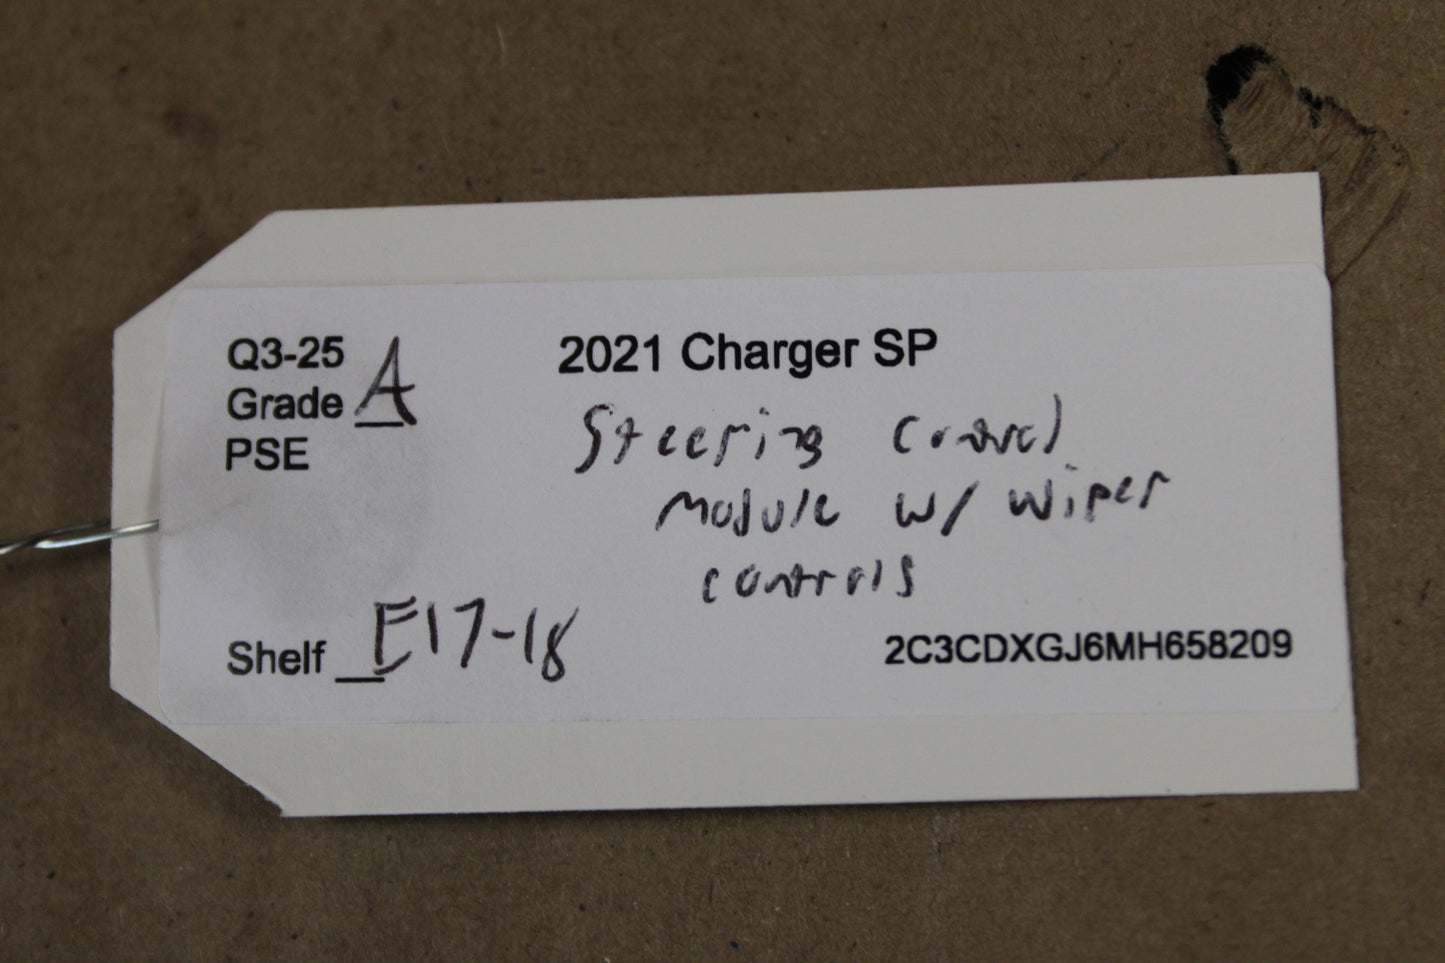 Q3-25
Grade A
PSE
2021 Charger SP
Steering Control
module w/ wiper
controls
Shelf E17-18
2C3CDXGJ6MH658209